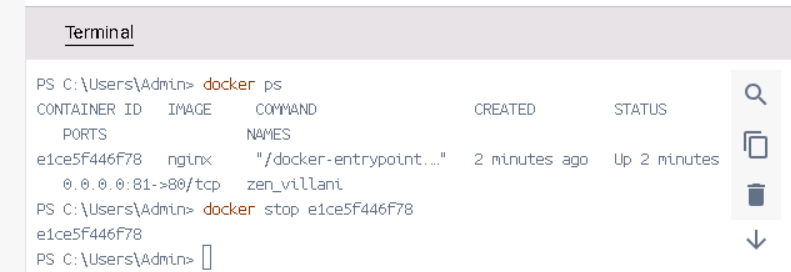 Terminal
PS C:\Users\Admin> docker ps
CONTAINER ID IMAGE COMMAND CREATED STATUS
PORTS NAMES
e1ce5f446f78 nginx "/docker-entrypoint.…" 2 minutes ago Up 2 minutes
0.0.0.0:81->80/tcp zen_villani
PS C:\Users\Admin> docker stop e1ce5f446f78
e1ce5f446f78
PS C:\Users\Admin>